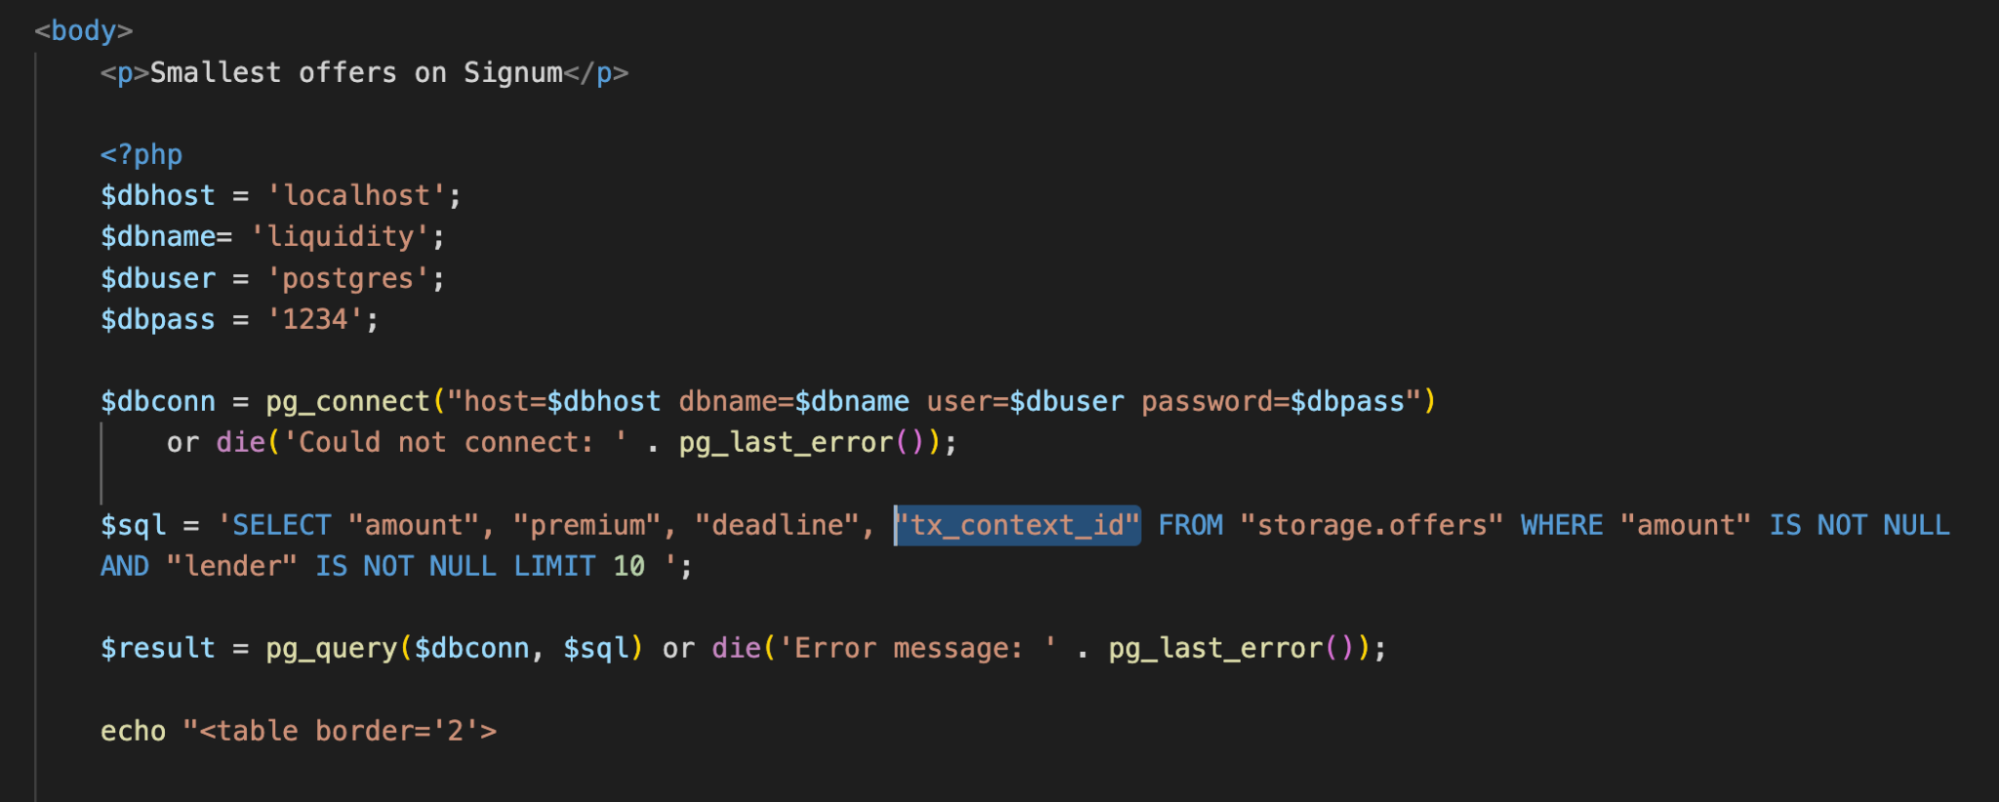 <body>
<p>Smallest offers on Signum</p>
<?php
$dbhost = 'localhost';
$dbname= 'liquidity';
$dbuser = 'postgres';
$dbpass = '1234';
$dbconn = pg_connect("host=$dbhost dbname=$dbname user=$dbuser password=$dbpass")
or die('Could not connect: ' . pg_last_error());
$sql = 'SELECT "amount", "premium", "deadline", "tx_context_id" FROM "storage.offers" WHERE "amount" IS NOT NULL
AND "lender" IS NOT NULL LIMIT 10 ';
$result = pg_query($dbconn, $sql) or die('Error message: ' . pg_last_error());
echo "<table border='2'>